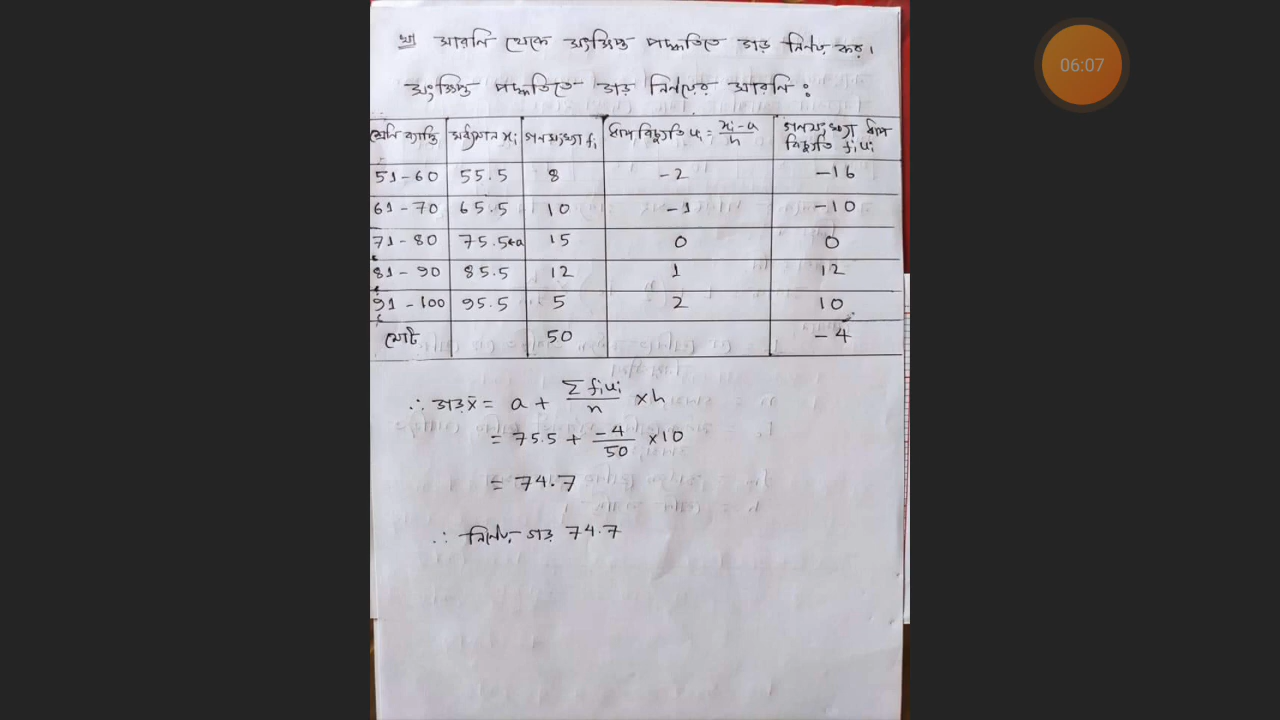 খ) সারণি থেকে সংক্ষিপ্ত পদ্ধতিতে গড় নির্ণয় কর।
সংক্ষিপ্ত পদ্ধতিতে গড় নির্ণয়ের সারণি :
শ্রেণি ব্যাপ্তি মধ্যমান xᵢ গণসংখ্যা fᵢ ধাপ বিচ্যুতি uᵢ = (xᵢ - a)/h গণসংখ্যা ধাপ বিচ্যুতি fᵢuᵢ
51-60 55.5 8 -2 -16
61-70 65.5 10 -1 -10
71-80 75.5←a 15 0 0
81-90 85.5 12 1 12
91-100 95.5 5 2 10
মোট 50 -4
∴ গড় x̄ = a + (Σfᵢuᵢ)/n × h
= 75.5 + (-4)/50 × 10
= 74.7
∴ নির্ণেয় গড় 74.7
06:07